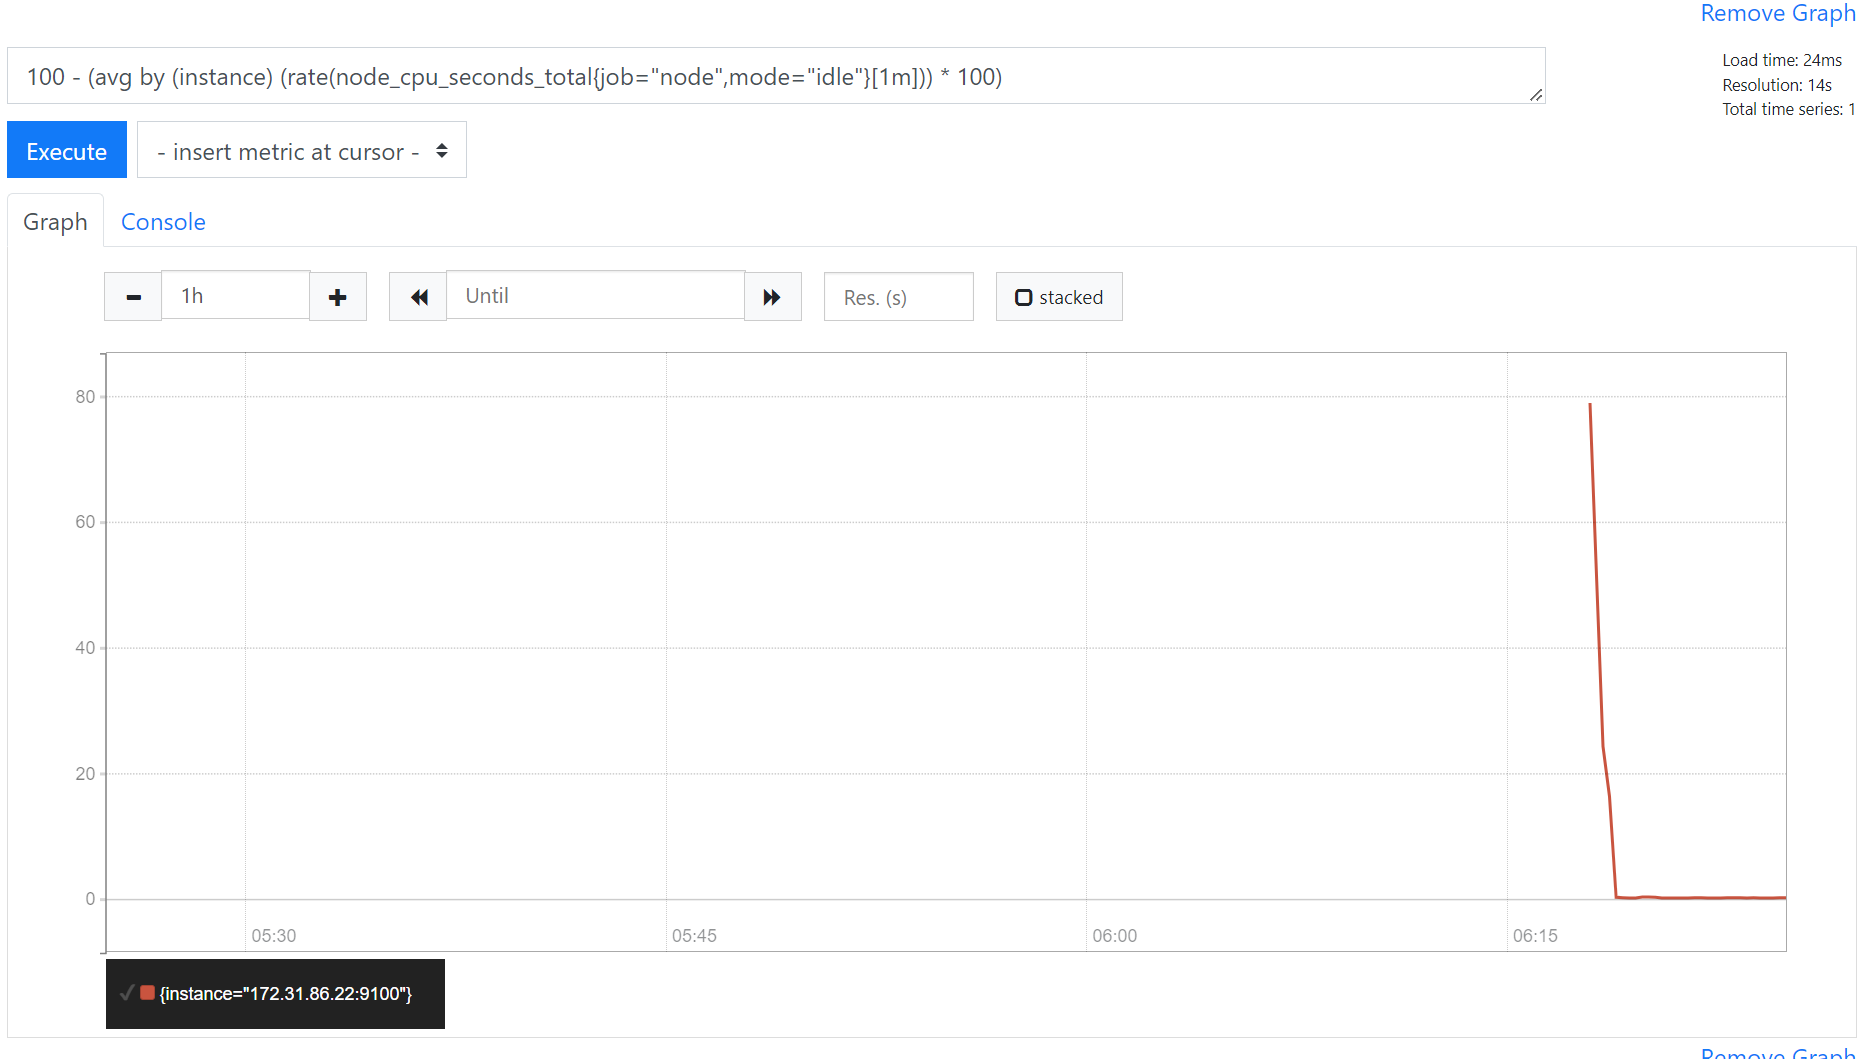 Remove Graph
100 - (avg by (instance) (rate(node_cpu_seconds_total{job="node",mode="idle"}[1m])) * 100)
Load time: 24ms
Resolution: 14s
Total time series: 1
Execute
- insert metric at cursor -
Graph
Console
1h
Until
Res. (s)
stacked
80
60
40
20
0
05:30
05:45
06:00
06:15
{instance="172.31.86.22:9100"}
Remove Graph